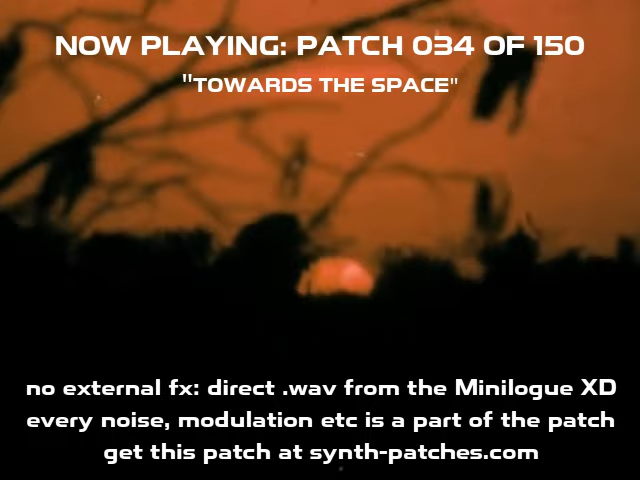 NOW PLAYING: PATCH 034 OF 150
"TOWARDS THE SPACE"
no external fx: direct .wav from the Minilogue XD
every noise, modulation etc is a part of the patch
get this patch at synth-patches.com